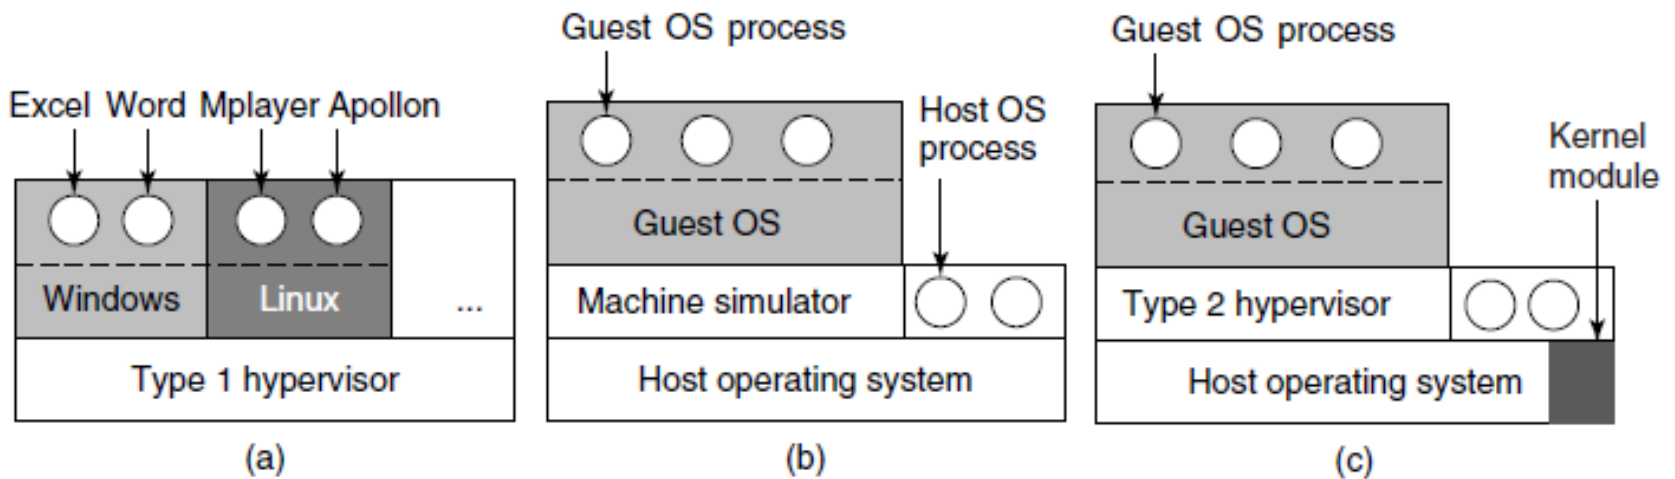 Excel Word Mplayer Apollon
Windows
Linux
...
Type 1 hypervisor
(a)
Guest OS process
Host OS
process
Guest OS
Machine simulator
Host operating system
(b)
Guest OS process
Kernel
module
Guest OS
Type 2 hypervisor
Host operating system
(c)